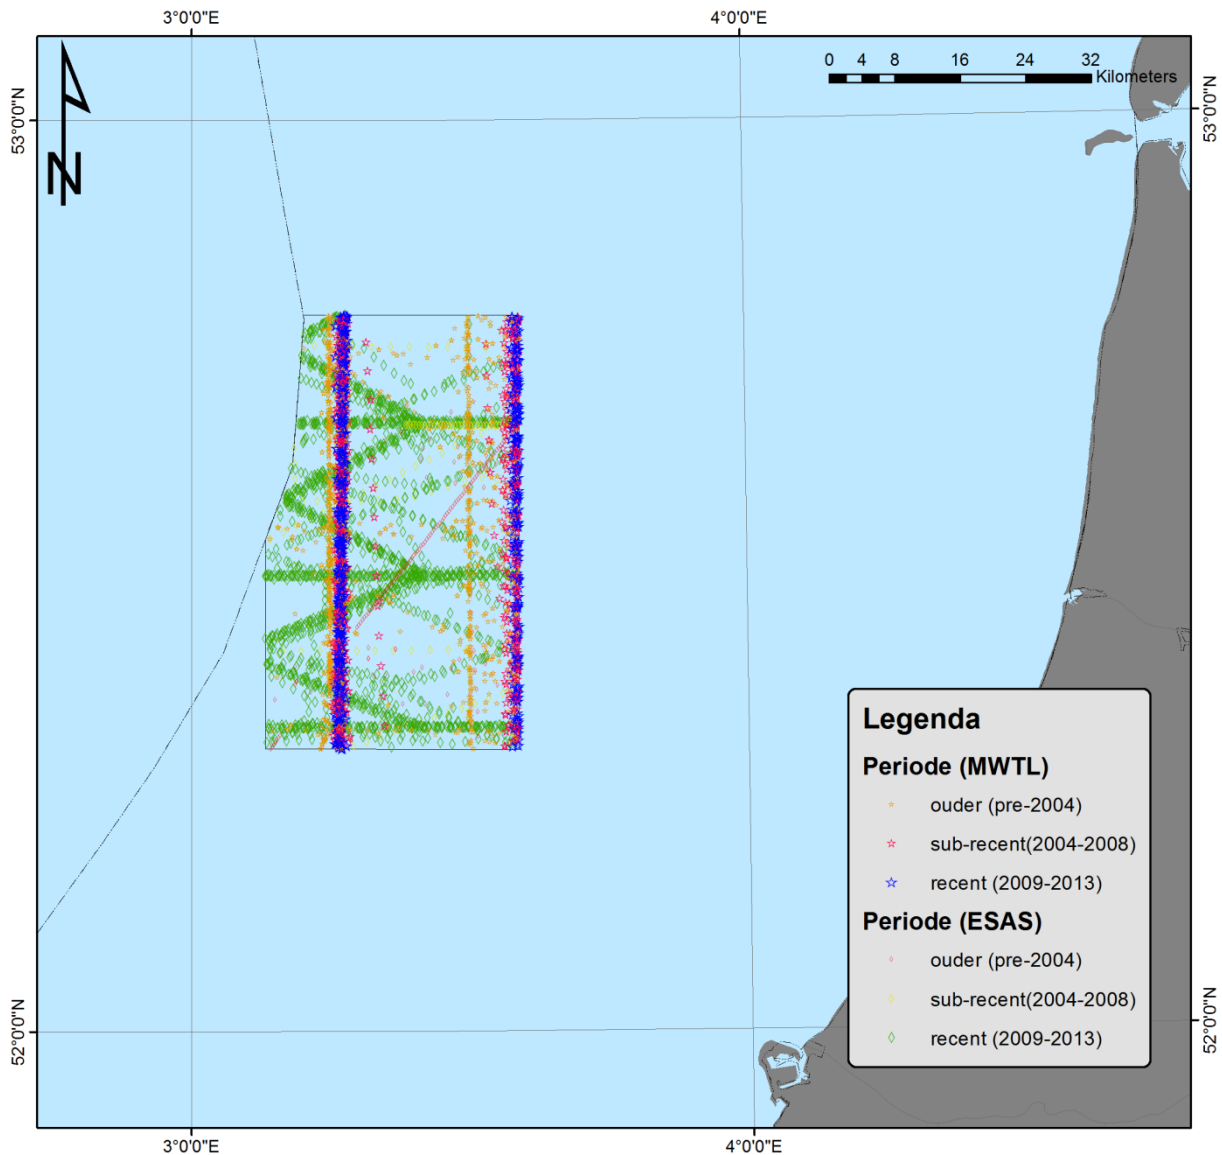 3°0'0"E
4°0'0"E
0 4 8 16 24 32
Kilometers
53°0'0"N
53°0'0"N
N
Legenda
Periode (MWTL)
ouder (pre-2004)
sub-recent(2004-2008)
recent (2009-2013)
Periode (ESAS)
ouder (pre-2004)
sub-recent(2004-2008)
recent (2009-2013)
52°0'0"N
52°0'0"N
3°0'0"E
4°0'0"E